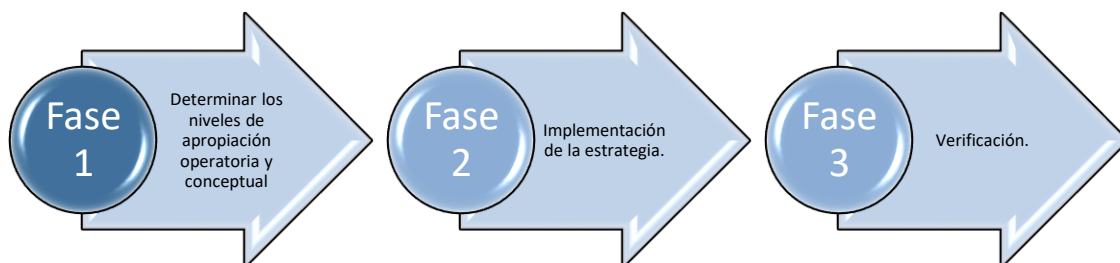 Fase
1
Determinar los
niveles de
apropiación
operatoria y
conceptual
Fase
2
Implementación
de la estrategia.
Fase
3
Verificación.